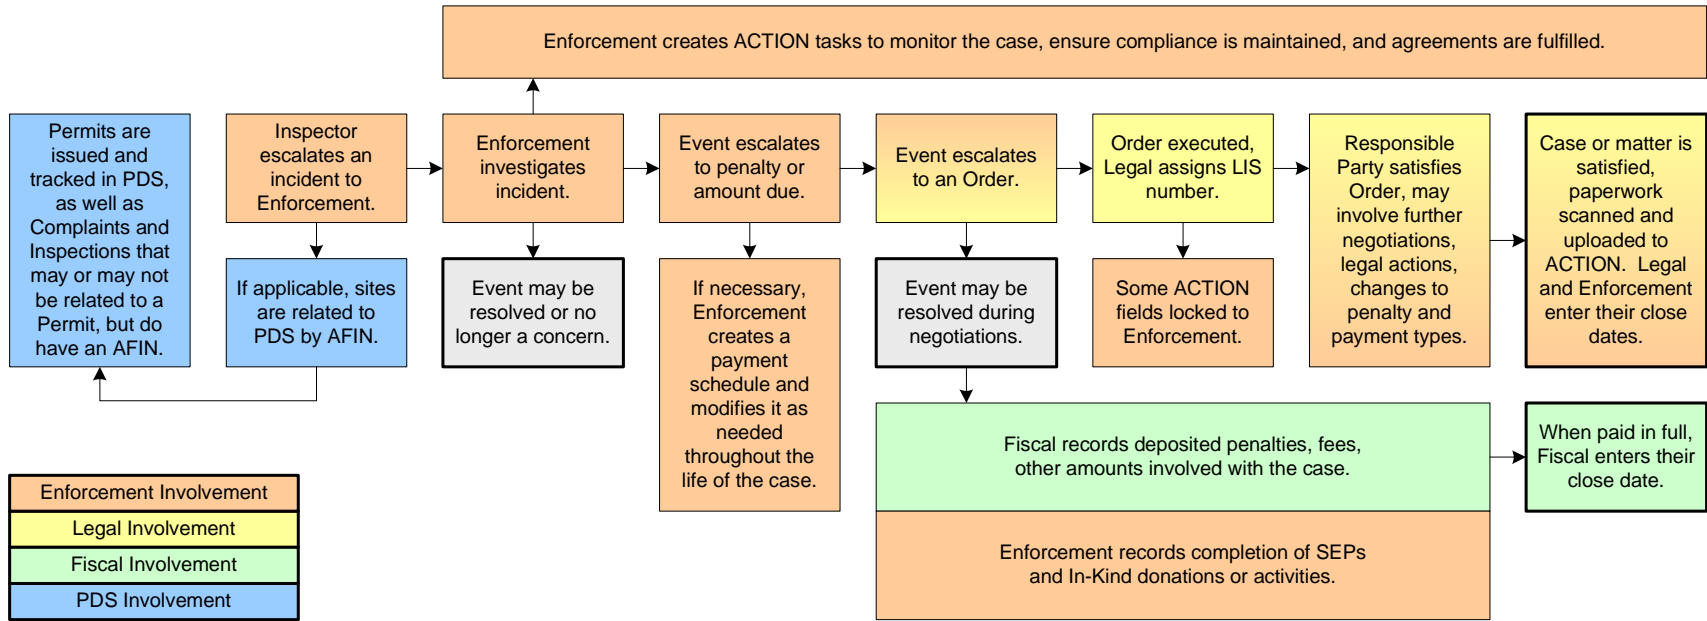 Enforcement creates ACTION tasks to monitor the case, ensure compliance is maintained, and agreements are fulfilled.
Permits are
issued and
tracked in PDS,
as well as
Complaints and
Inspections that
may or may not
be related to a
Permit, but do
have an AFIN.
Inspector
escalates an
incident to
Enforcement.
If applicable, sites
are related to
PDS by AFIN.
Enforcement
investigates
incident.
Event may be
resolved or no
longer a concern.
Event escalates
to penalty or
amount due.
If necessary,
Enforcement
creates a
payment
schedule and
modifies it as
needed
throughout the
life of the case.
Event escalates
to an Order.
Event may be
resolved during
negotiations.
Order executed,
Legal assigns LIS
number.
Some ACTION
fields locked to
Enforcement.
Responsible
Party satisfies
Order, may
involve further
negotiations,
legal actions,
changes to
penalty and
payment types.
Case or matter is
satisfied,
paperwork
scanned and
uploaded to
ACTION.  Legal
and Enforcement
enter their close
dates.
Fiscal records deposited penalties, fees,
other amounts involved with the case.
When paid in full,
Fiscal enters their
close date.
Enforcement records completion of SEPs
and In-Kind donations or activities.
Enforcement Involvement
Legal Involvement
Fiscal Involvement
PDS Involvement